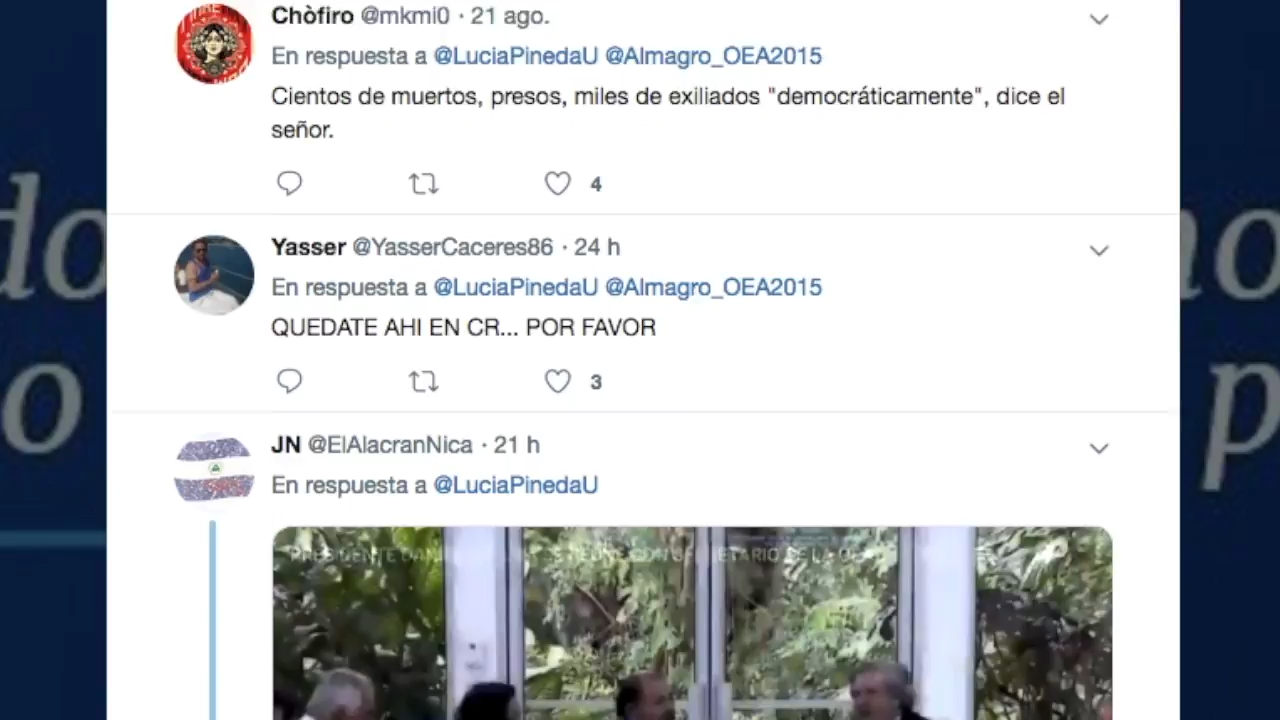 Chòfiro @mkmi0 · 21 ago.
En respuesta a @LuciaPinedaU @Almagro_OEA2015
Cientos de muertos, presos, miles de exiliados "democráticamente", dice el
señor.
4
Yasser @YasserCaceres86 · 24 h
En respuesta a @LuciaPinedaU @Almagro_OEA2015
QUEDATE AHI EN CR... POR FAVOR
3
JN @ElAlacranNica · 21 h
En respuesta a @LuciaPinedaU